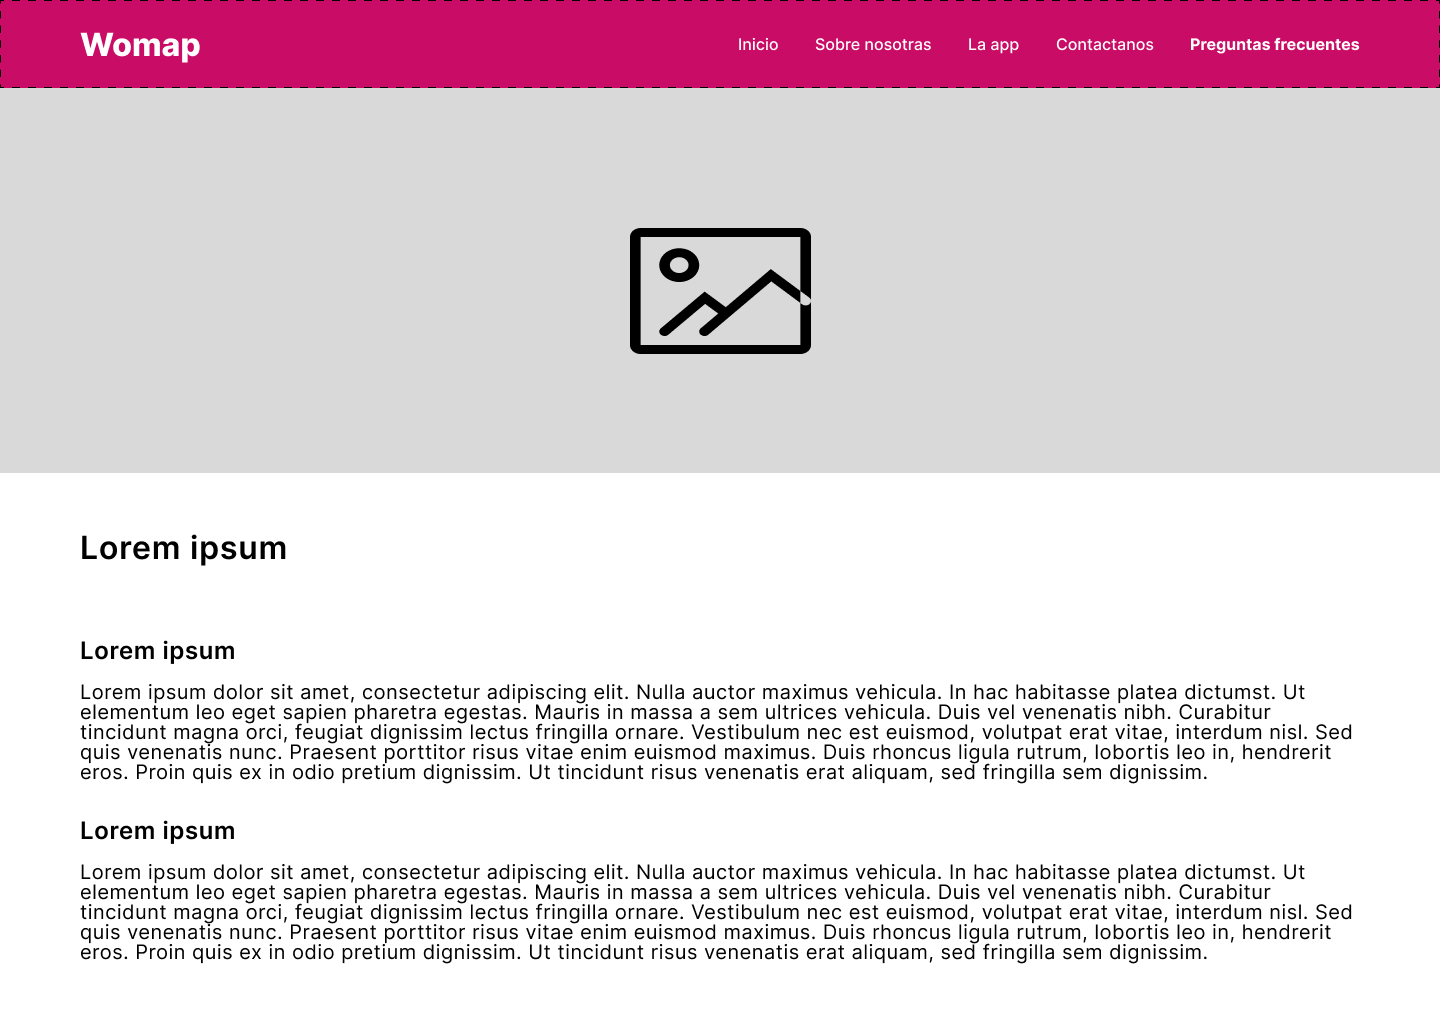 Womap
Inicio
Sobre nosotras
La app
Contactanos
Preguntas frecuentes
Lorem ipsum
Lorem ipsum
Lorem ipsum dolor sit amet, consectetur adipiscing elit. Nulla auctor maximus vehicula. In hac habitasse platea dictumst. Ut
elementum leo eget sapien pharetra egestas. Mauris in massa a sem ultrices vehicula. Duis vel venenatis nibh. Curabitur
tincidunt magna orci, feugiat dignissim lectus fringilla ornare. Vestibulum nec est euismod, volutpat erat vitae, interdum nisl. Sed
quis venenatis nunc. Praesent porttitor risus vitae enim euismod maximus. Duis rhoncus ligula rutrum, lobortis leo in, hendrerit
eros. Proin quis ex in odio pretium dignissim. Ut tincidunt risus venenatis erat aliquam, sed fringilla sem dignissim.
Lorem ipsum
Lorem ipsum dolor sit amet, consectetur adipiscing elit. Nulla auctor maximus vehicula. In hac habitasse platea dictumst. Ut
elementum leo eget sapien pharetra egestas. Mauris in massa a sem ultrices vehicula. Duis vel venenatis nibh. Curabitur
tincidunt magna orci, feugiat dignissim lectus fringilla ornare. Vestibulum nec est euismod, volutpat erat vitae, interdum nisl. Sed
quis venenatis nunc. Praesent porttitor risus vitae enim euismod maximus. Duis rhoncus ligula rutrum, lobortis leo in, hendrerit
eros. Proin quis ex in odio pretium dignissim. Ut tincidunt risus venenatis erat aliquam, sed fringilla sem dignissim.